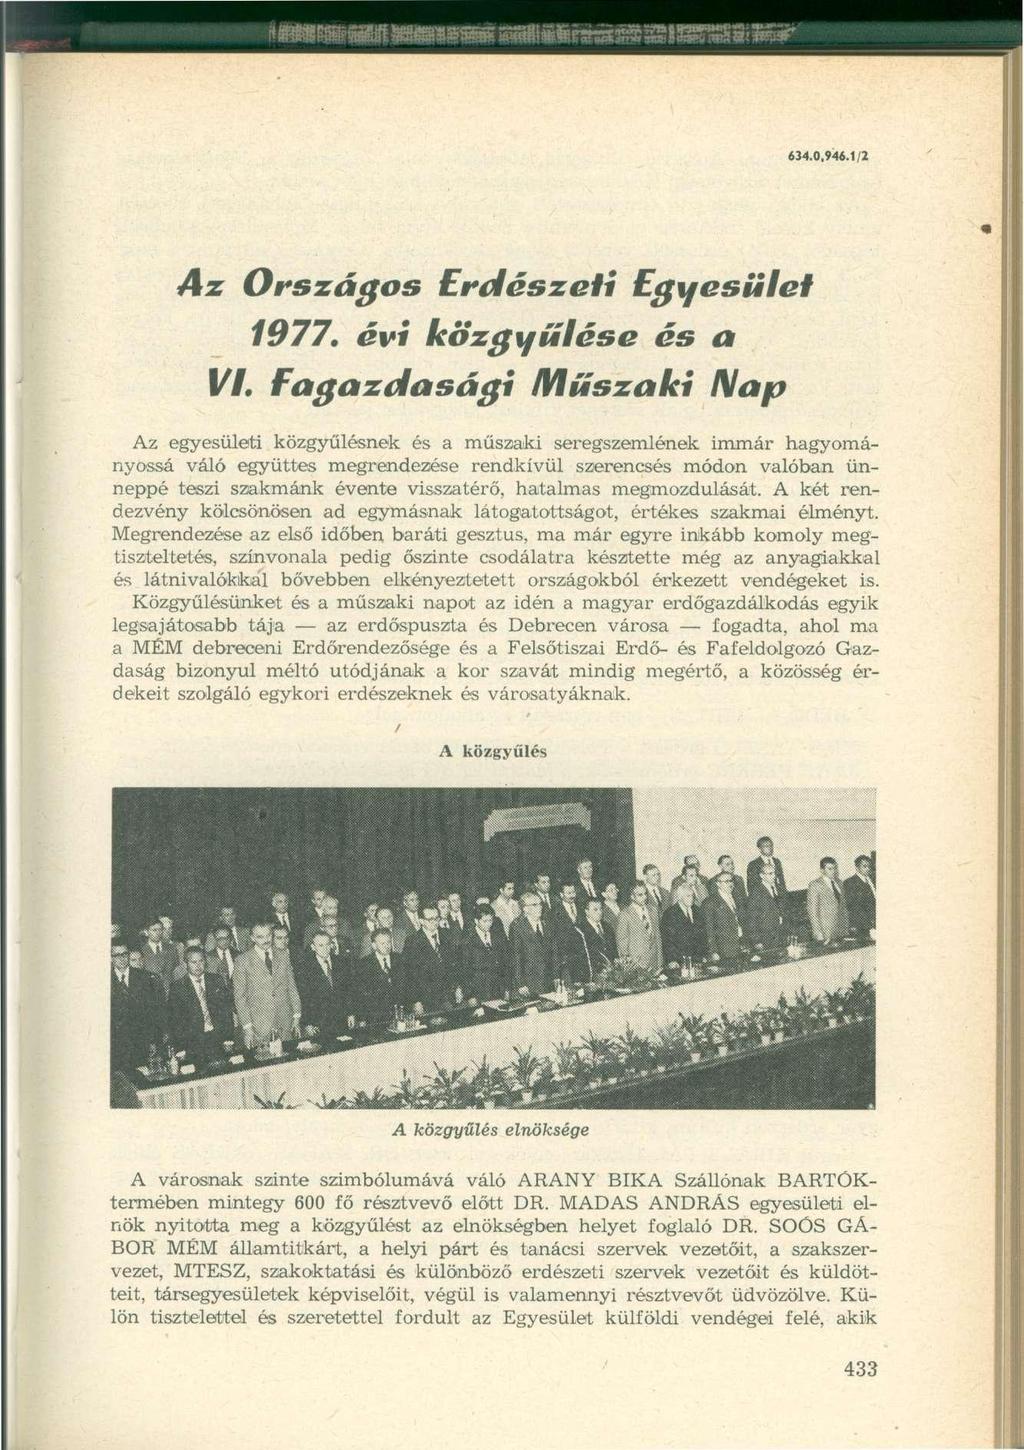 634.0.946.1/2
Az Országos Erdészeti Egyesület
1977. évi közgyűlése és a
VI. Fagazdasági Műszaki Nap
Az egyesületi közgyűlésnek és a műszaki seregszemlének immár hagyomá-
nyossá váló együttes megrendezése rendkívül szerencsés módon valóban ün-
neppé teszi szakmánk évente visszatérő, hatalmas megmozdulását. A két ren-
dezvény kölcsönösen ad egymásnak látogatottságot, értékes szakmai élményt.
Megrendezése az első időben baráti gesztus, ma már egyre inkább komoly meg-
tiszteltetés, színvonala pedig őszinte csodálatra késztette még az anyagiakkal
és látnivalókkal bővebben elkényeztetett országokból érkezett vendégeket is.
Közgyűlésünket és a műszaki napot az idén a magyar erdőgazdálkodás egyik
legsajátosabb tája — az erdőspuszta és Debrecen városa — fogadta, ahol ma
a MÉM debreceni Erdőrendezősége és a Felsőtiszai Erdő- és Fafeldolgozó Gaz-
daság bizonyul méltó utódjának a kor szavát mindig megértő, a közösség ér-
dekeit szolgáló egykori erdészeknek és városatyáknak.
A közgyűlés
A közgyűlés elnöksége
A városnak szinte szimbólumává váló ARANY BIKA Szállónak BARTÓK-
termében mintegy 600 fő résztvevő előtt DR. MADAS ANDRÁS egyesületi el-
nök nyitotta meg a közgyűlést az elnökségben helyet foglaló DR. SOÓS GÁ-
BOR MÉM államtitkárt, a helyi párt és tanácsi szervek vezetőit, a szakszer-
vezet, MTESZ, szakoktatási és különböző erdészeti szervek vezetőit és küldöt-
teit, társegyesületek képviselőit, végül is valamennyi résztvevőt üdvözölve. Kü-
lön tisztelettel és szeretettel fordult az Egyesület külföldi vendégei felé, akik
433